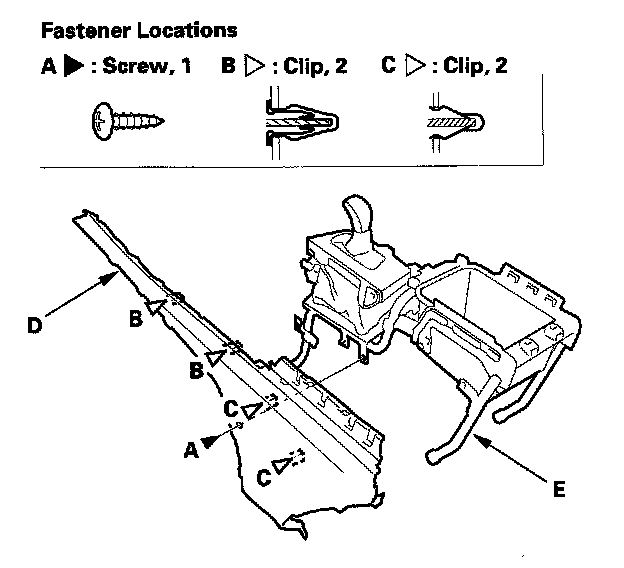 Fastener Locations
A ▶ : Screw, 1 B ▷ : Clip, 2 C ▷ : Clip, 2
D
B
B
C
A
C
E